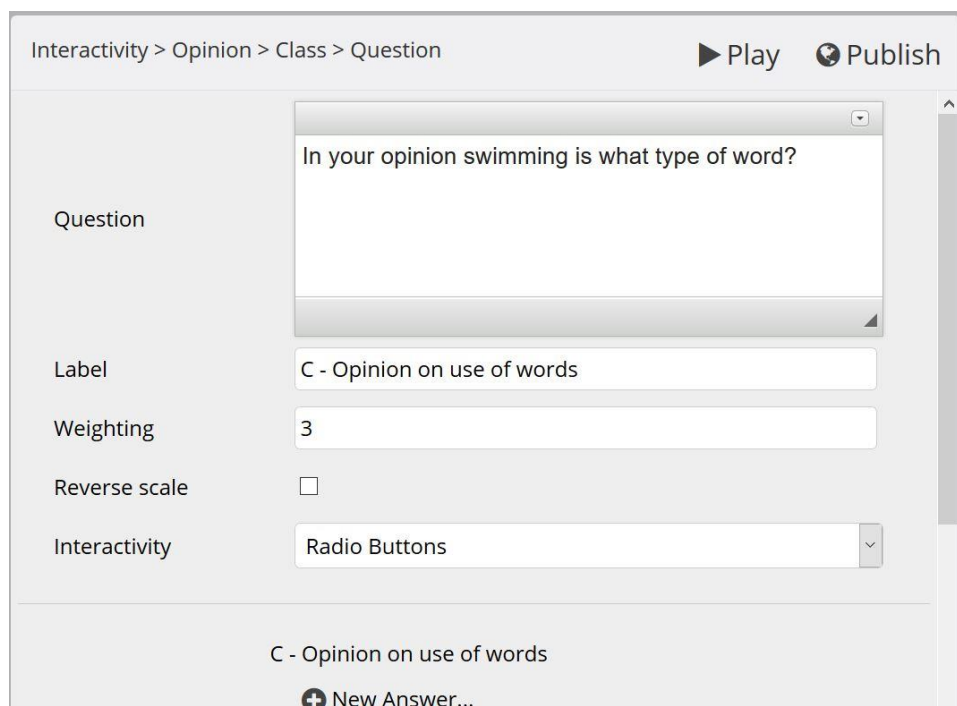 Interactivity > Opinion > Class > Question
Play
Publish
Question
In your opinion swimming is what type of word?
Label
C - Opinion on use of words
Weighting
3
Reverse scale
Interactivity
Radio Buttons
C - Opinion on use of words
New Answer...